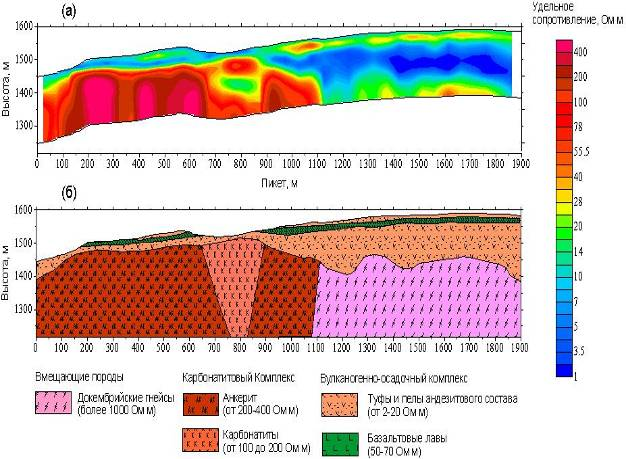 (а)
Удельное
сопротивление, Ом м
1600
1500
1400
1300
Высота, м
0 100 200 300 400 500 600 700 800 900 1000 1100 1200 1300 1400 1500 1600 1700 1800 1900
Пикет, м
400
200
100
78
55.5
40
28
20
14
10
7
5
3.5
1
(б)
1600
1500
1400
1300
Высота, м
0 100 200 300 400 500 600 700 800 900 1000 1100 1200 1300 1400 1500 1600 1700 1800 1900
Вмещающие породы
Докембрийские гнейсы
(более 1000 Ом м)
Карбонатитовый Комплекс
Анкерит
(от 200-400 Ом м)
Карбонатиты
(от 100 до 200 Ом м)
Вулканогенно-осадочный комплекс
Туфы и пелы андезитового состава
(от 2-20 Ом м)
Базальтовые лавы
(50-70 Ом м)